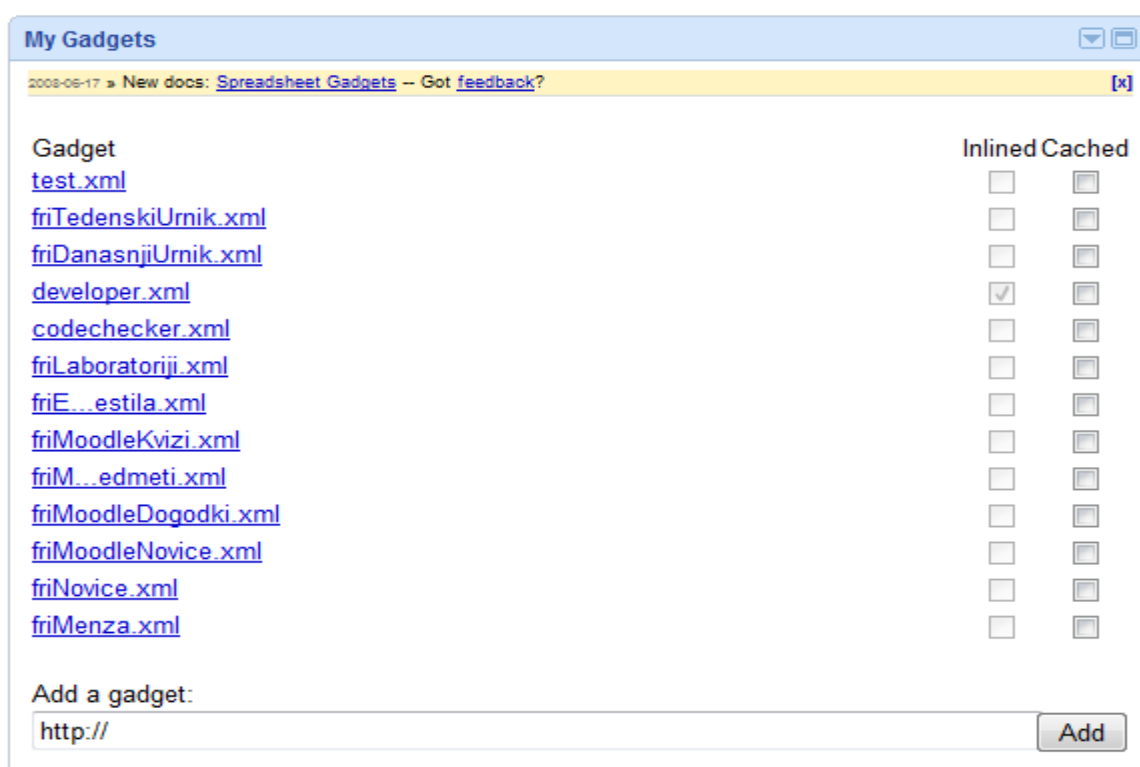 My Gadgets
2008-06-17 » New docs: Spreadsheet Gadgets -- Got feedback? [x]
Gadget Inlined Cached
test.xml
friTedenskiUrnik.xml
friDanasnjiUrnik.xml
developer.xml
codechecker.xml
friLaboratoriji.xml
friE...estila.xml
friMoodleKvizi.xml
friM...edmeti.xml
friMoodleDogodki.xml
friMoodleNovice.xml
friNovice.xml
friMenza.xml
Add a gadget:
http:// Add